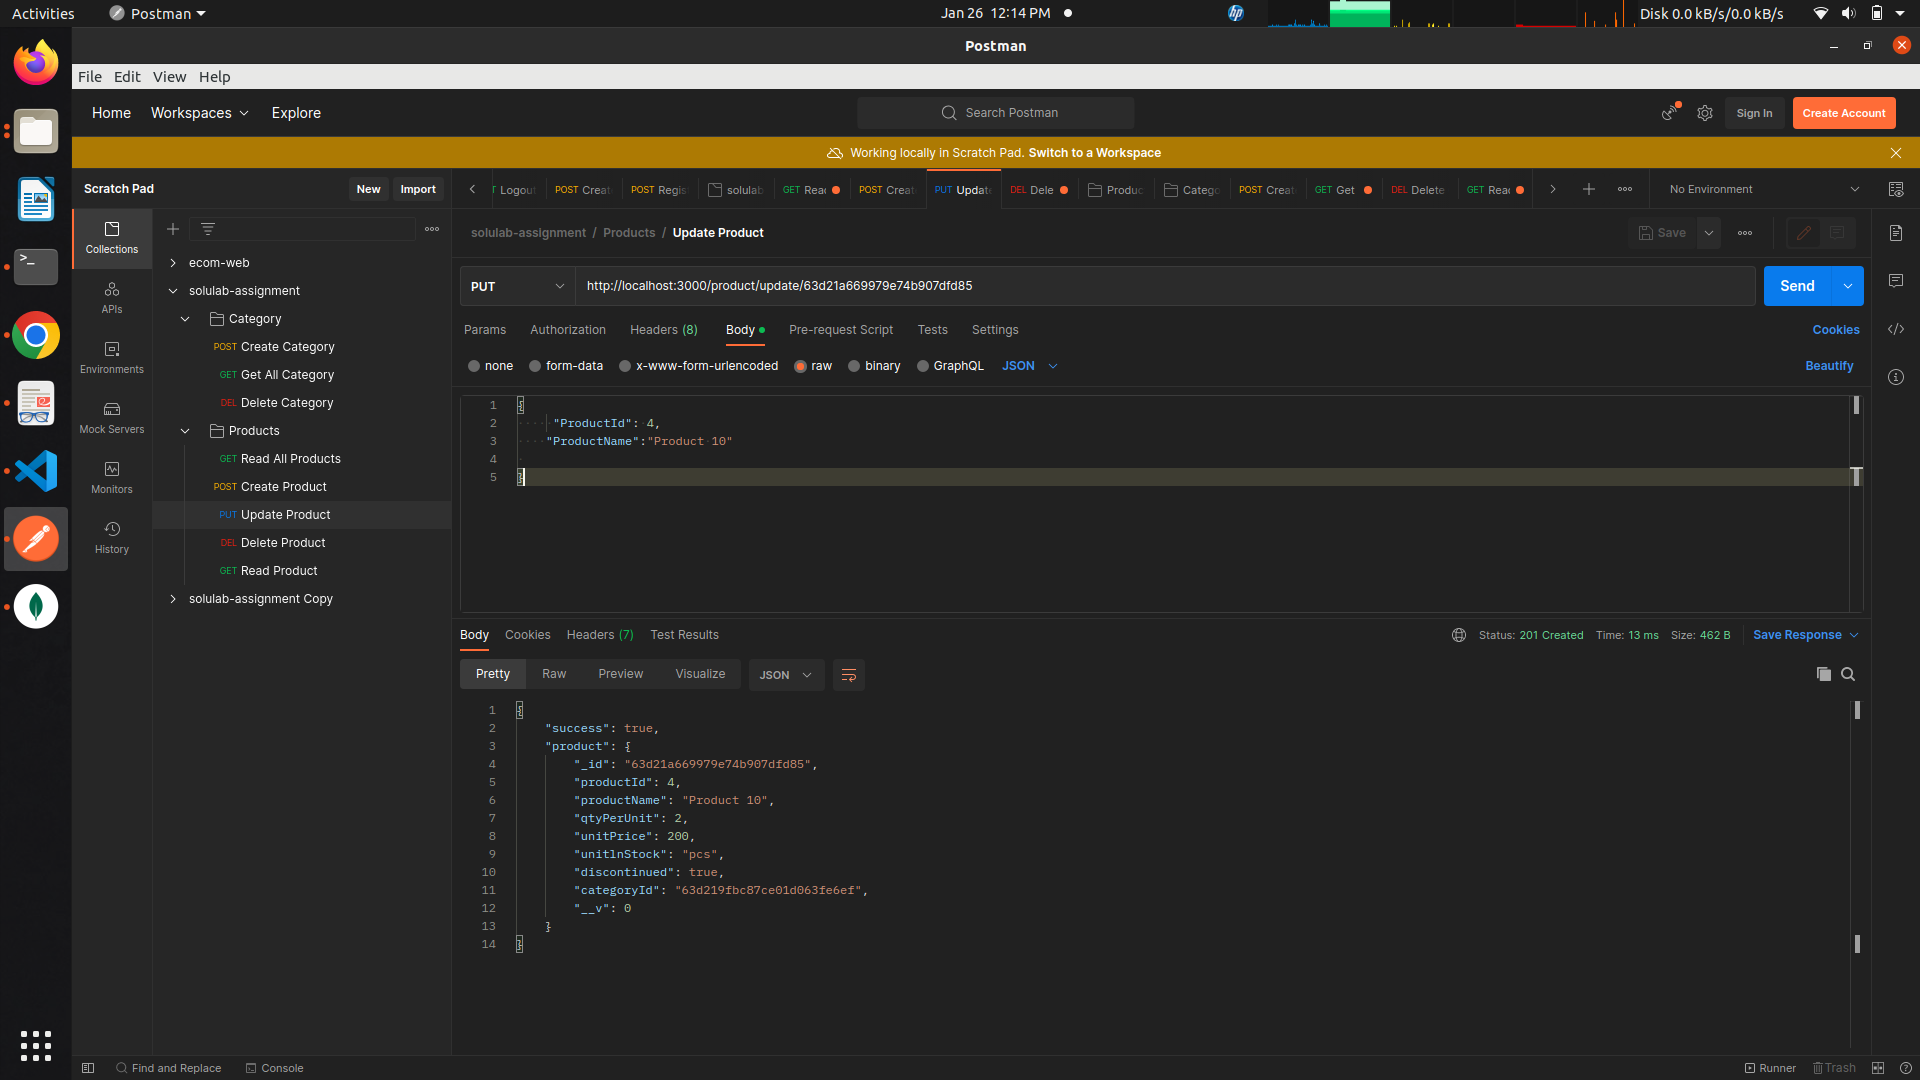 Activities Postman Jan 26 12:14 PM hp Disk 0.0 kB/s/0.0 kB/s
Postman
File Edit View Help
Home Workspaces Explore Search Postman Sign In Create Account
Working locally in Scratch Pad. Switch to a Workspace
Scratch Pad New Import Logout POST Creat POST Regis solulab GET Read POST Creat PUT Update DEL Dele Produc Catego POST Creat GET Get DEL Delete GET Read No Environment
solulab-assignment / Products / Update Product Save
Collections
APIs
Environments
Mock Servers
Monitors
History
ecom-web
solulab-assignment
Category
POST Create Category
GET Get All Category
DEL Delete Category
Products
GET Read All Products
POST Create Product
PUT Update Product
DEL Delete Product
GET Read Product
solulab-assignment Copy
PUT http://localhost:3000/product/update/63d21a669979e74b907dfd85 Send
Params Authorization Headers (8) Body Pre-request Script Tests Settings Cookies
none form-data x-www-form-urlencoded raw binary GraphQL JSON Beautify
1 {
2 "ProductId": 4,
3 "ProductName":"Product 10"
4
5 }
Body Cookies Headers (7) Test Results Status: 201 Created Time: 13 ms Size: 462 B Save Response
Pretty Raw Preview Visualize JSON
1 {
2 "success": true,
3 "product": {
4 "_id": "63d21a669979e74b907dfd85",
5 "productId": 4,
6 "productName": "Product 10",
7 "qtyPerUnit": 2,
8 "unitPrice": 200,
9 "unitlnStock": "pcs",
10 "discontinued": true,
11 "categoryId": "63d219fbc87ce01d063fe6ef",
12 "__v": 0
13 }
14 }
Find and Replace Console Runner Trash